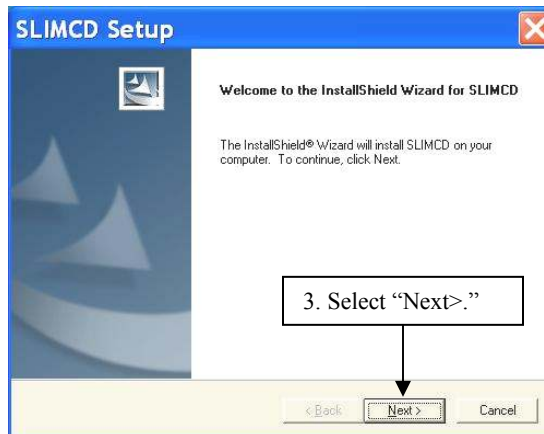 SLIMCD Setup
Welcome to the InstallShield Wizard for SLIMCD
The InstallShield® Wizard will install SLIMCD on your
computer. To continue, click Next.
3. Select “Next>.”
< Back
Next >
Cancel